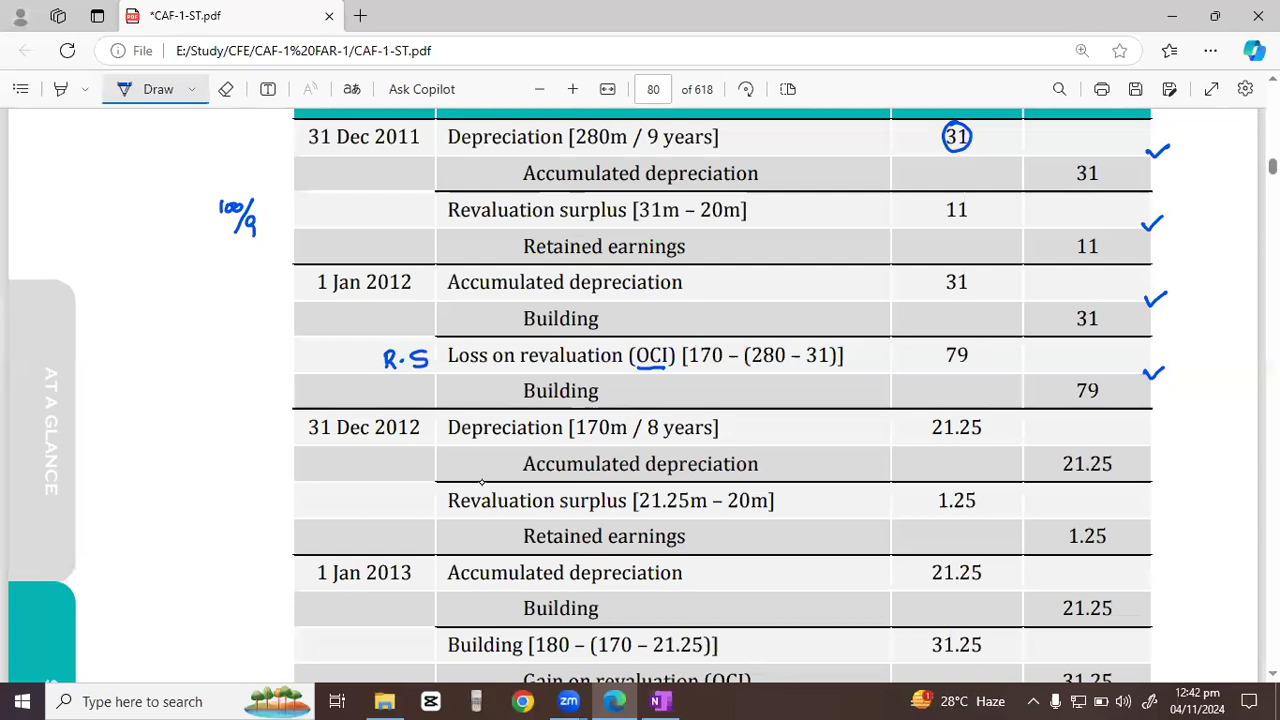 *CAF-1-ST.pdf
File E:/Study/CFE/CAF-1%20FAR-1/CAF-1-ST.pdf
Draw Ask Copilot 80 of 618
31 Dec 2011 Depreciation [280m / 9 years] 31
Accumulated depreciation 31
100/9 Revaluation surplus [31m – 20m] 11
Retained earnings 11
1 Jan 2012 Accumulated depreciation 31
Building 31
R.S Loss on revaluation (OCI) [170 – (280 – 31)] 79
Building 79
31 Dec 2012 Depreciation [170m / 8 years] 21.25
Accumulated depreciation 21.25
Revaluation surplus [21.25m – 20m] 1.25
Retained earnings 1.25
1 Jan 2013 Accumulated depreciation 21.25
Building 21.25
Building [180 – (170 – 21.25)] 31.25
Gain on revaluation (OCI) 31.25
AT A GLANCE
Type here to search 28°C Haze 12:42 pm
04/11/2024